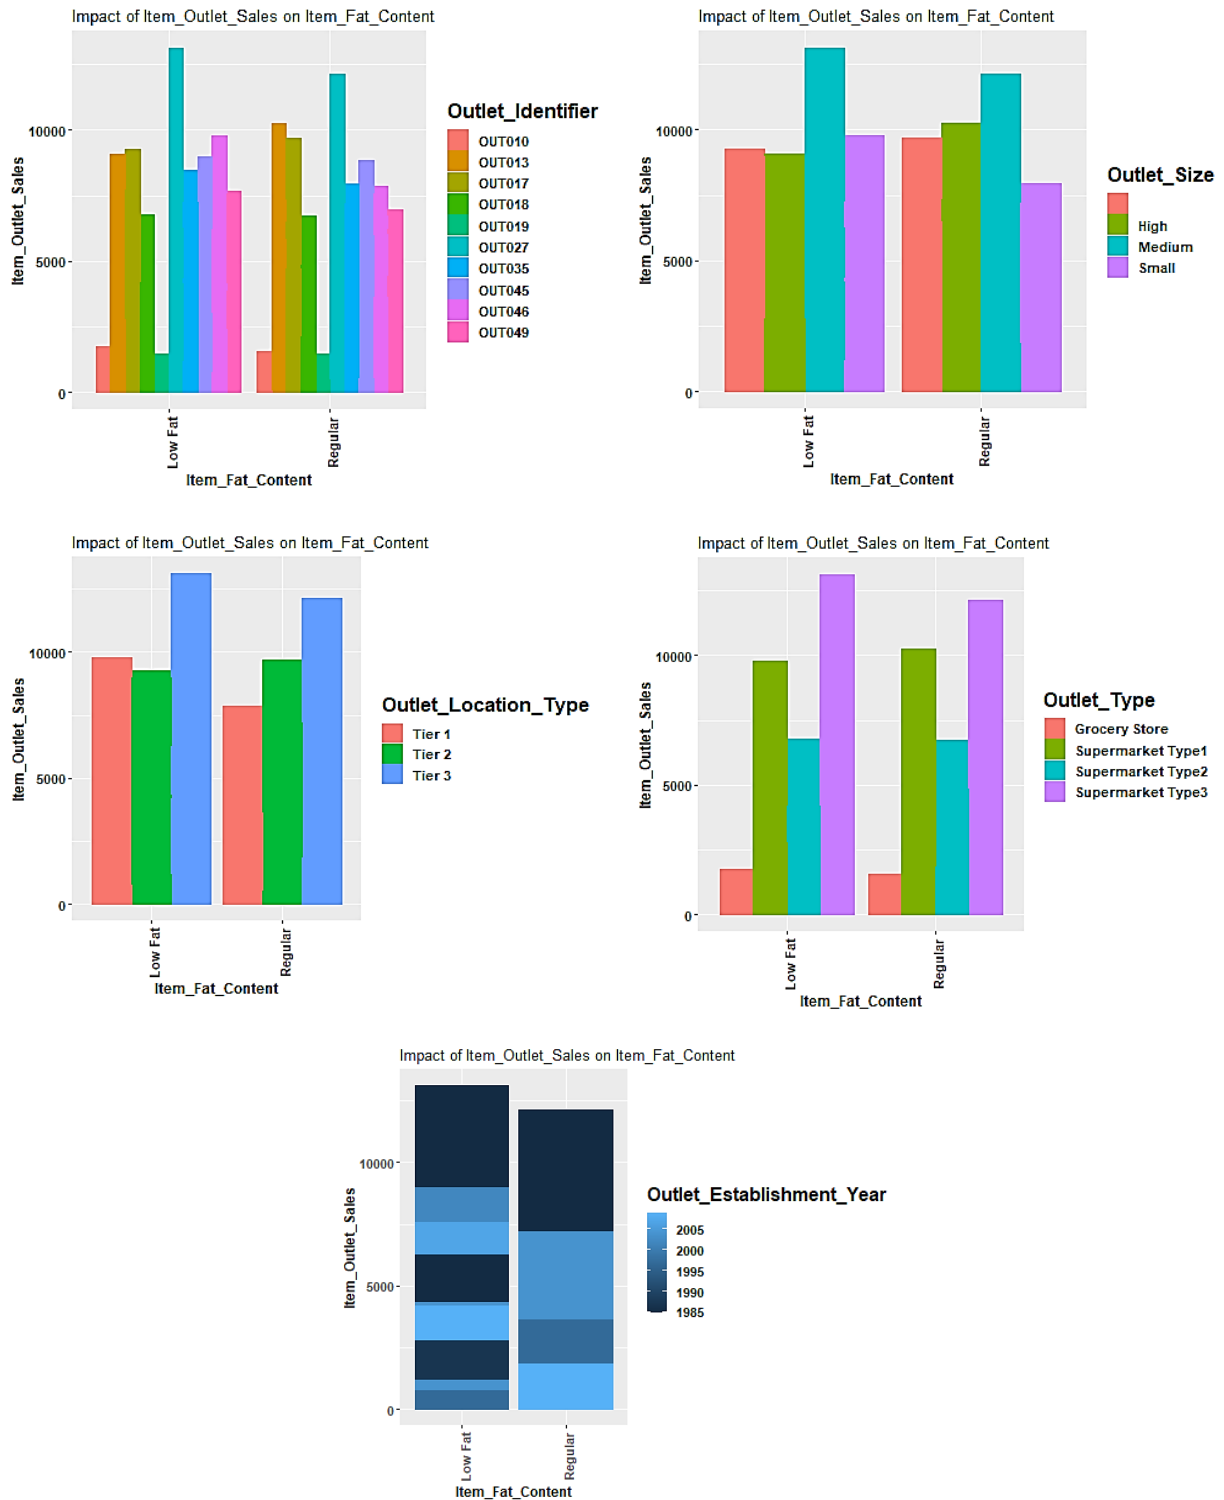 Impact of Item_Outlet_Sales on Item_Fat_Content
Item_Outlet_Sales
10000
5000
0
Low Fat
Regular
Item_Fat_Content
Outlet_Identifier
OUT010
OUT013
OUT017
OUT018
OUT019
OUT027
OUT035
OUT045
OUT046
OUT049
Impact of Item_Outlet_Sales on Item_Fat_Content
Item_Outlet_Sales
10000
5000
0
Low Fat
Regular
Item_Fat_Content
Outlet_Size
High
Medium
Small
Impact of Item_Outlet_Sales on Item_Fat_Content
Item_Outlet_Sales
10000
5000
0
Low Fat
Regular
Item_Fat_Content
Outlet_Location_Type
Tier 1
Tier 2
Tier 3
Impact of Item_Outlet_Sales on Item_Fat_Content
Item_Outlet_Sales
10000
5000
0
Low Fat
Regular
Item_Fat_Content
Outlet_Type
Grocery Store
Supermarket Type1
Supermarket Type2
Supermarket Type3
Impact of Item_Outlet_Sales on Item_Fat_Content
Item_Outlet_Sales
10000
5000
0
Low Fat
Regular
Item_Fat_Content
Outlet_Establishment_Year
2005
2000
1995
1990
1985